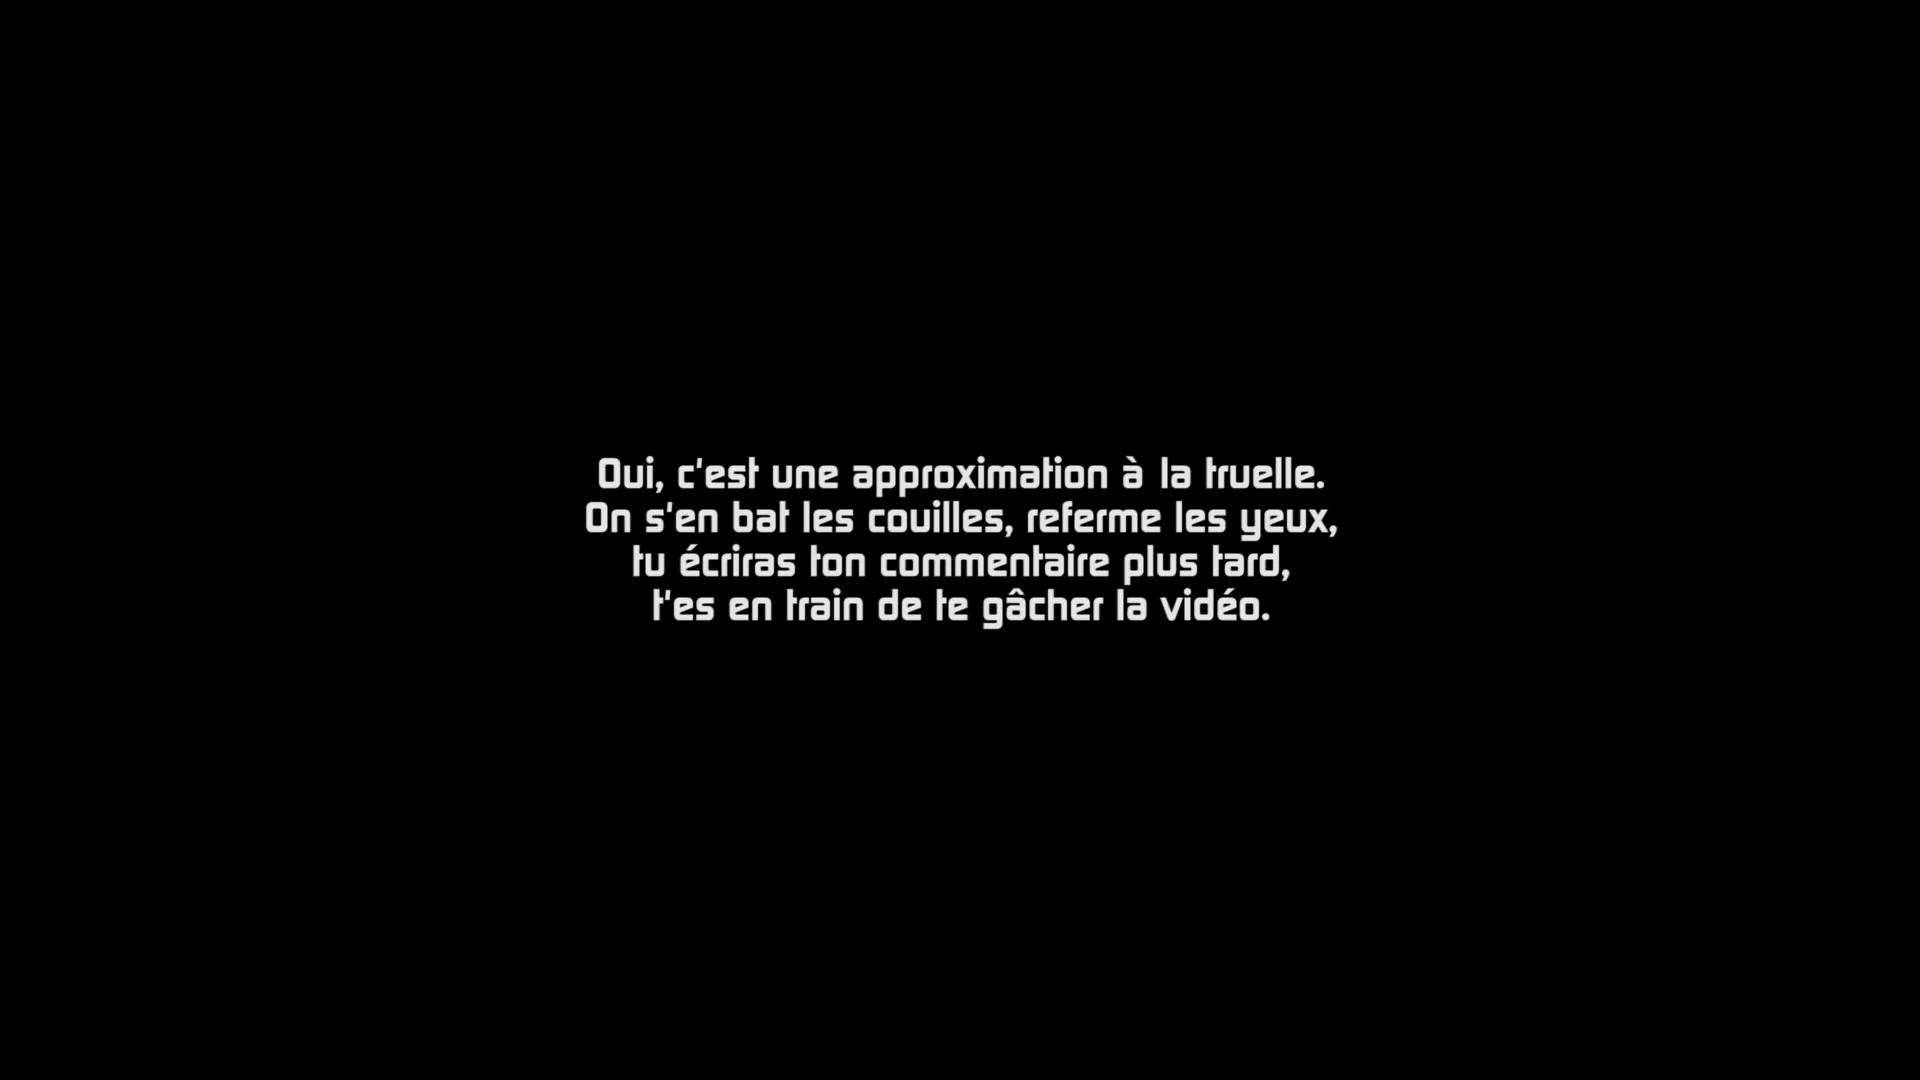 Oui, c'est une approximation à la truelle.
On s'en bat les couilles, referme les yeux,
tu écriras ton commentaire plus tard,
t'es en train de te gâcher la vidéo.